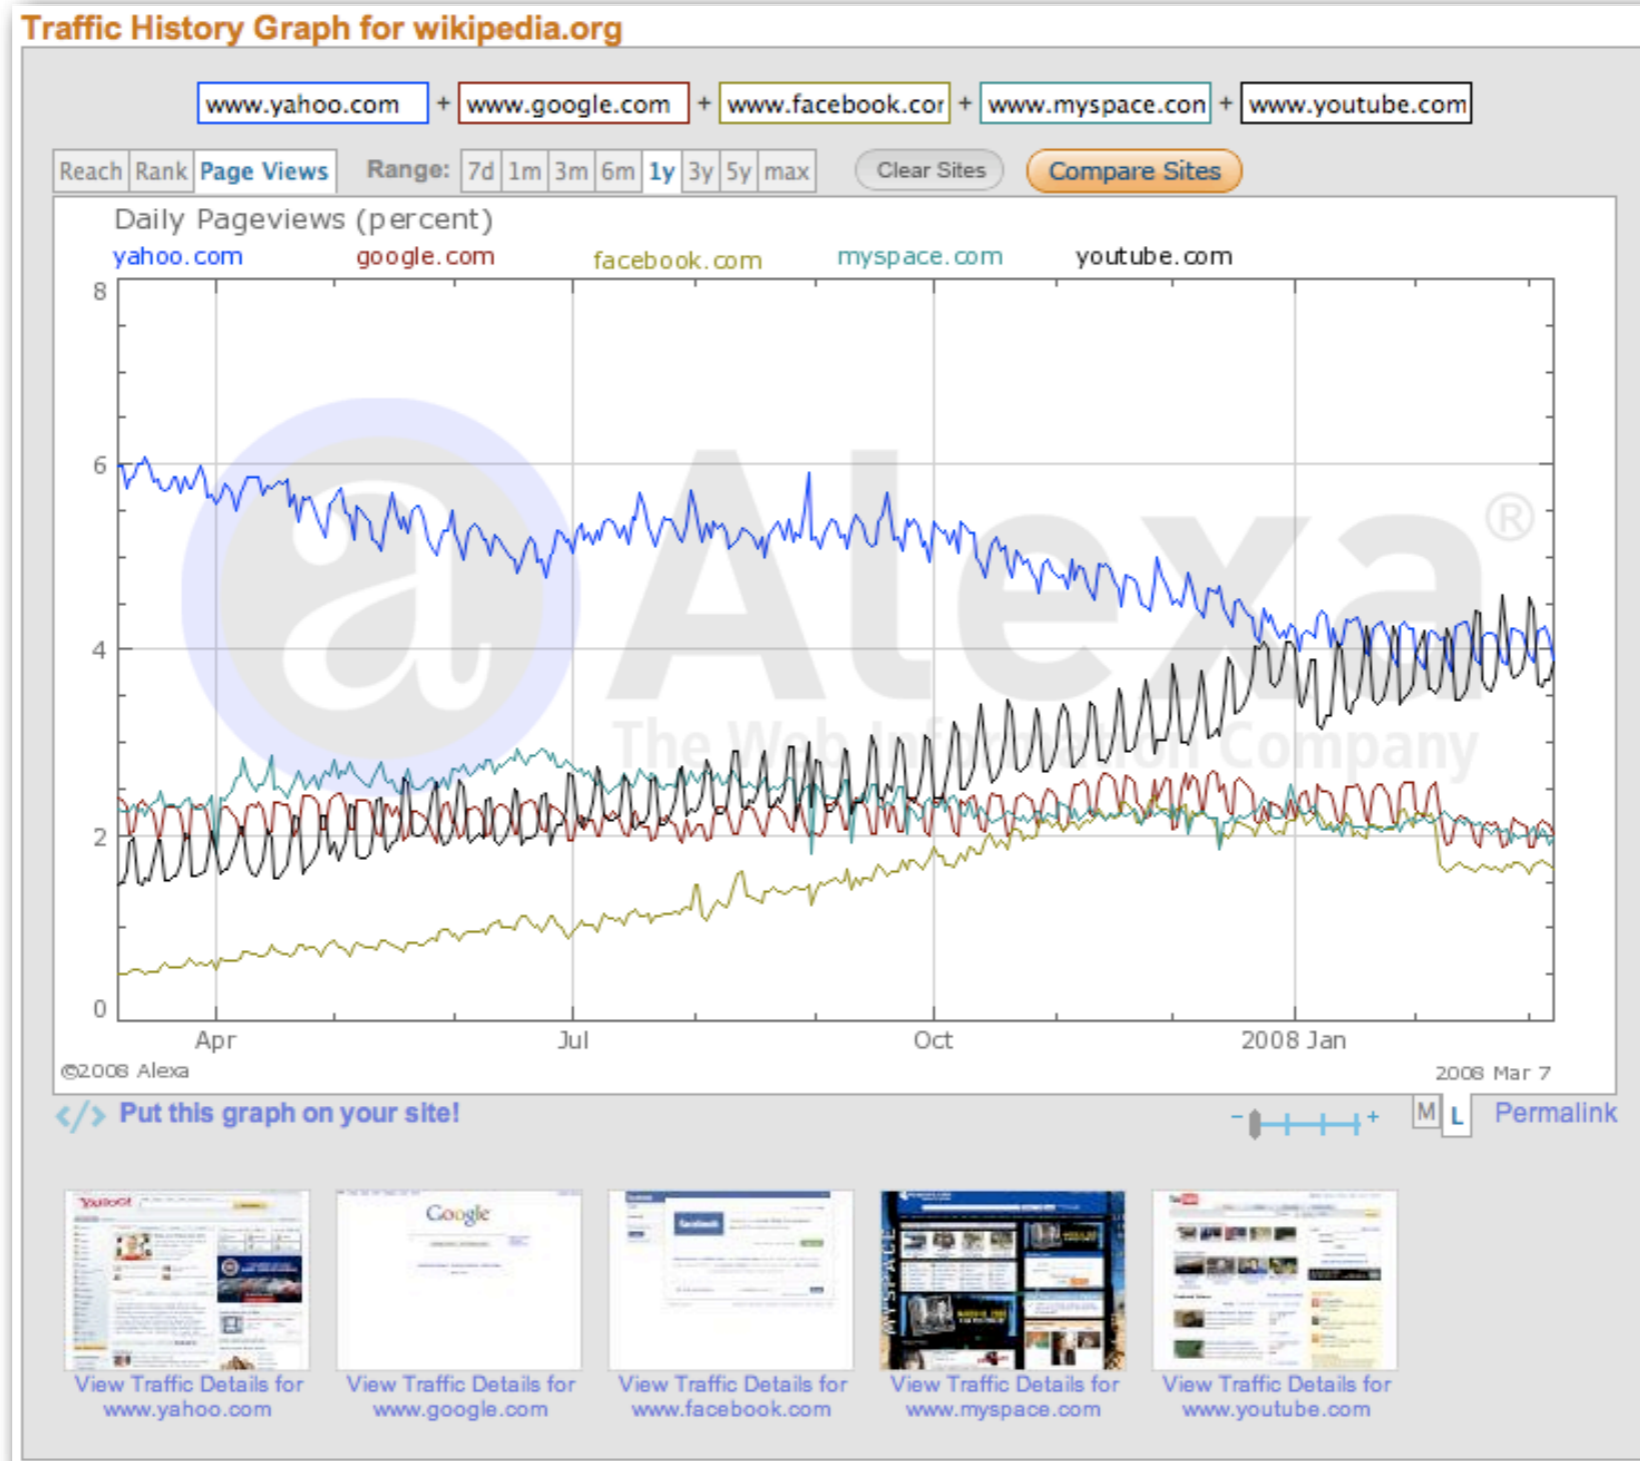 Traffic History Graph for wikipedia.org
www.yahoo.com + www.google.com + www.facebook.cor + www.myspace.con + www.youtube.com
Reach Rank Page Views Range: 7d 1m 3m 6m 1y 3y 5y max Clear Sites Compare Sites
Daily Pageviews (percent)
yahoo.com google.com facebook.com myspace.com youtube.com
8
6
4
2
0
a Alexa ®
The Web Information Company
Apr Jul Oct 2008 Jan
©2008 Alexa 2008 Mar 7
</> Put this graph on your site! - + M L Permalink
YAHOO! Google facebook MYSPACE
View Traffic Details for View Traffic Details for View Traffic Details for View Traffic Details for View Traffic Details for
www.yahoo.com www.google.com www.facebook.com www.myspace.com www.youtube.com